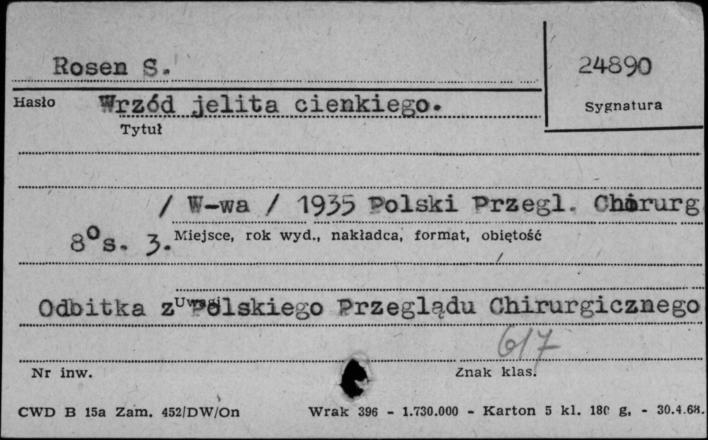 Rosen S.
24890
Hasło
Wrzód jelita cienkiego.
Sygnatura
Tytuł
/ W-wa / 1935 Polski Przegl. Chirurg
8° s. 3.
Miejsce, rok wyd., nakładca, format, obiętość
Uwagi
Odbitka z Polskiego Przeglądu Chirurgicznego
617
Nr inw.
Znak klas.
CWD B 15a Zam. 452/DW/On Wrak 396 - 1.730.000 - Karton 5 kl. 180 g, - 30.4.68.